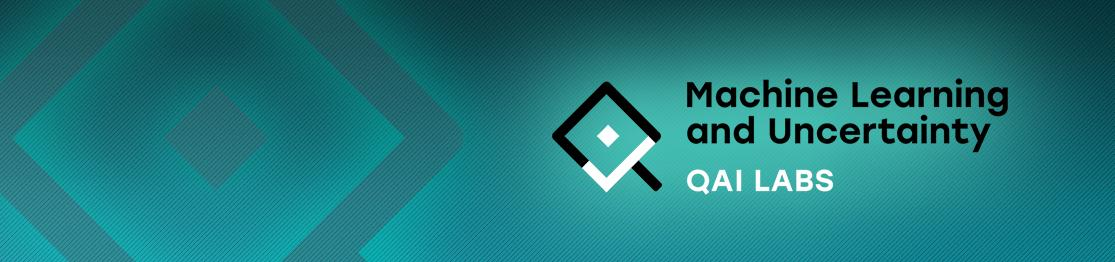 Machine Learning
and Uncertainty
QAI LABS